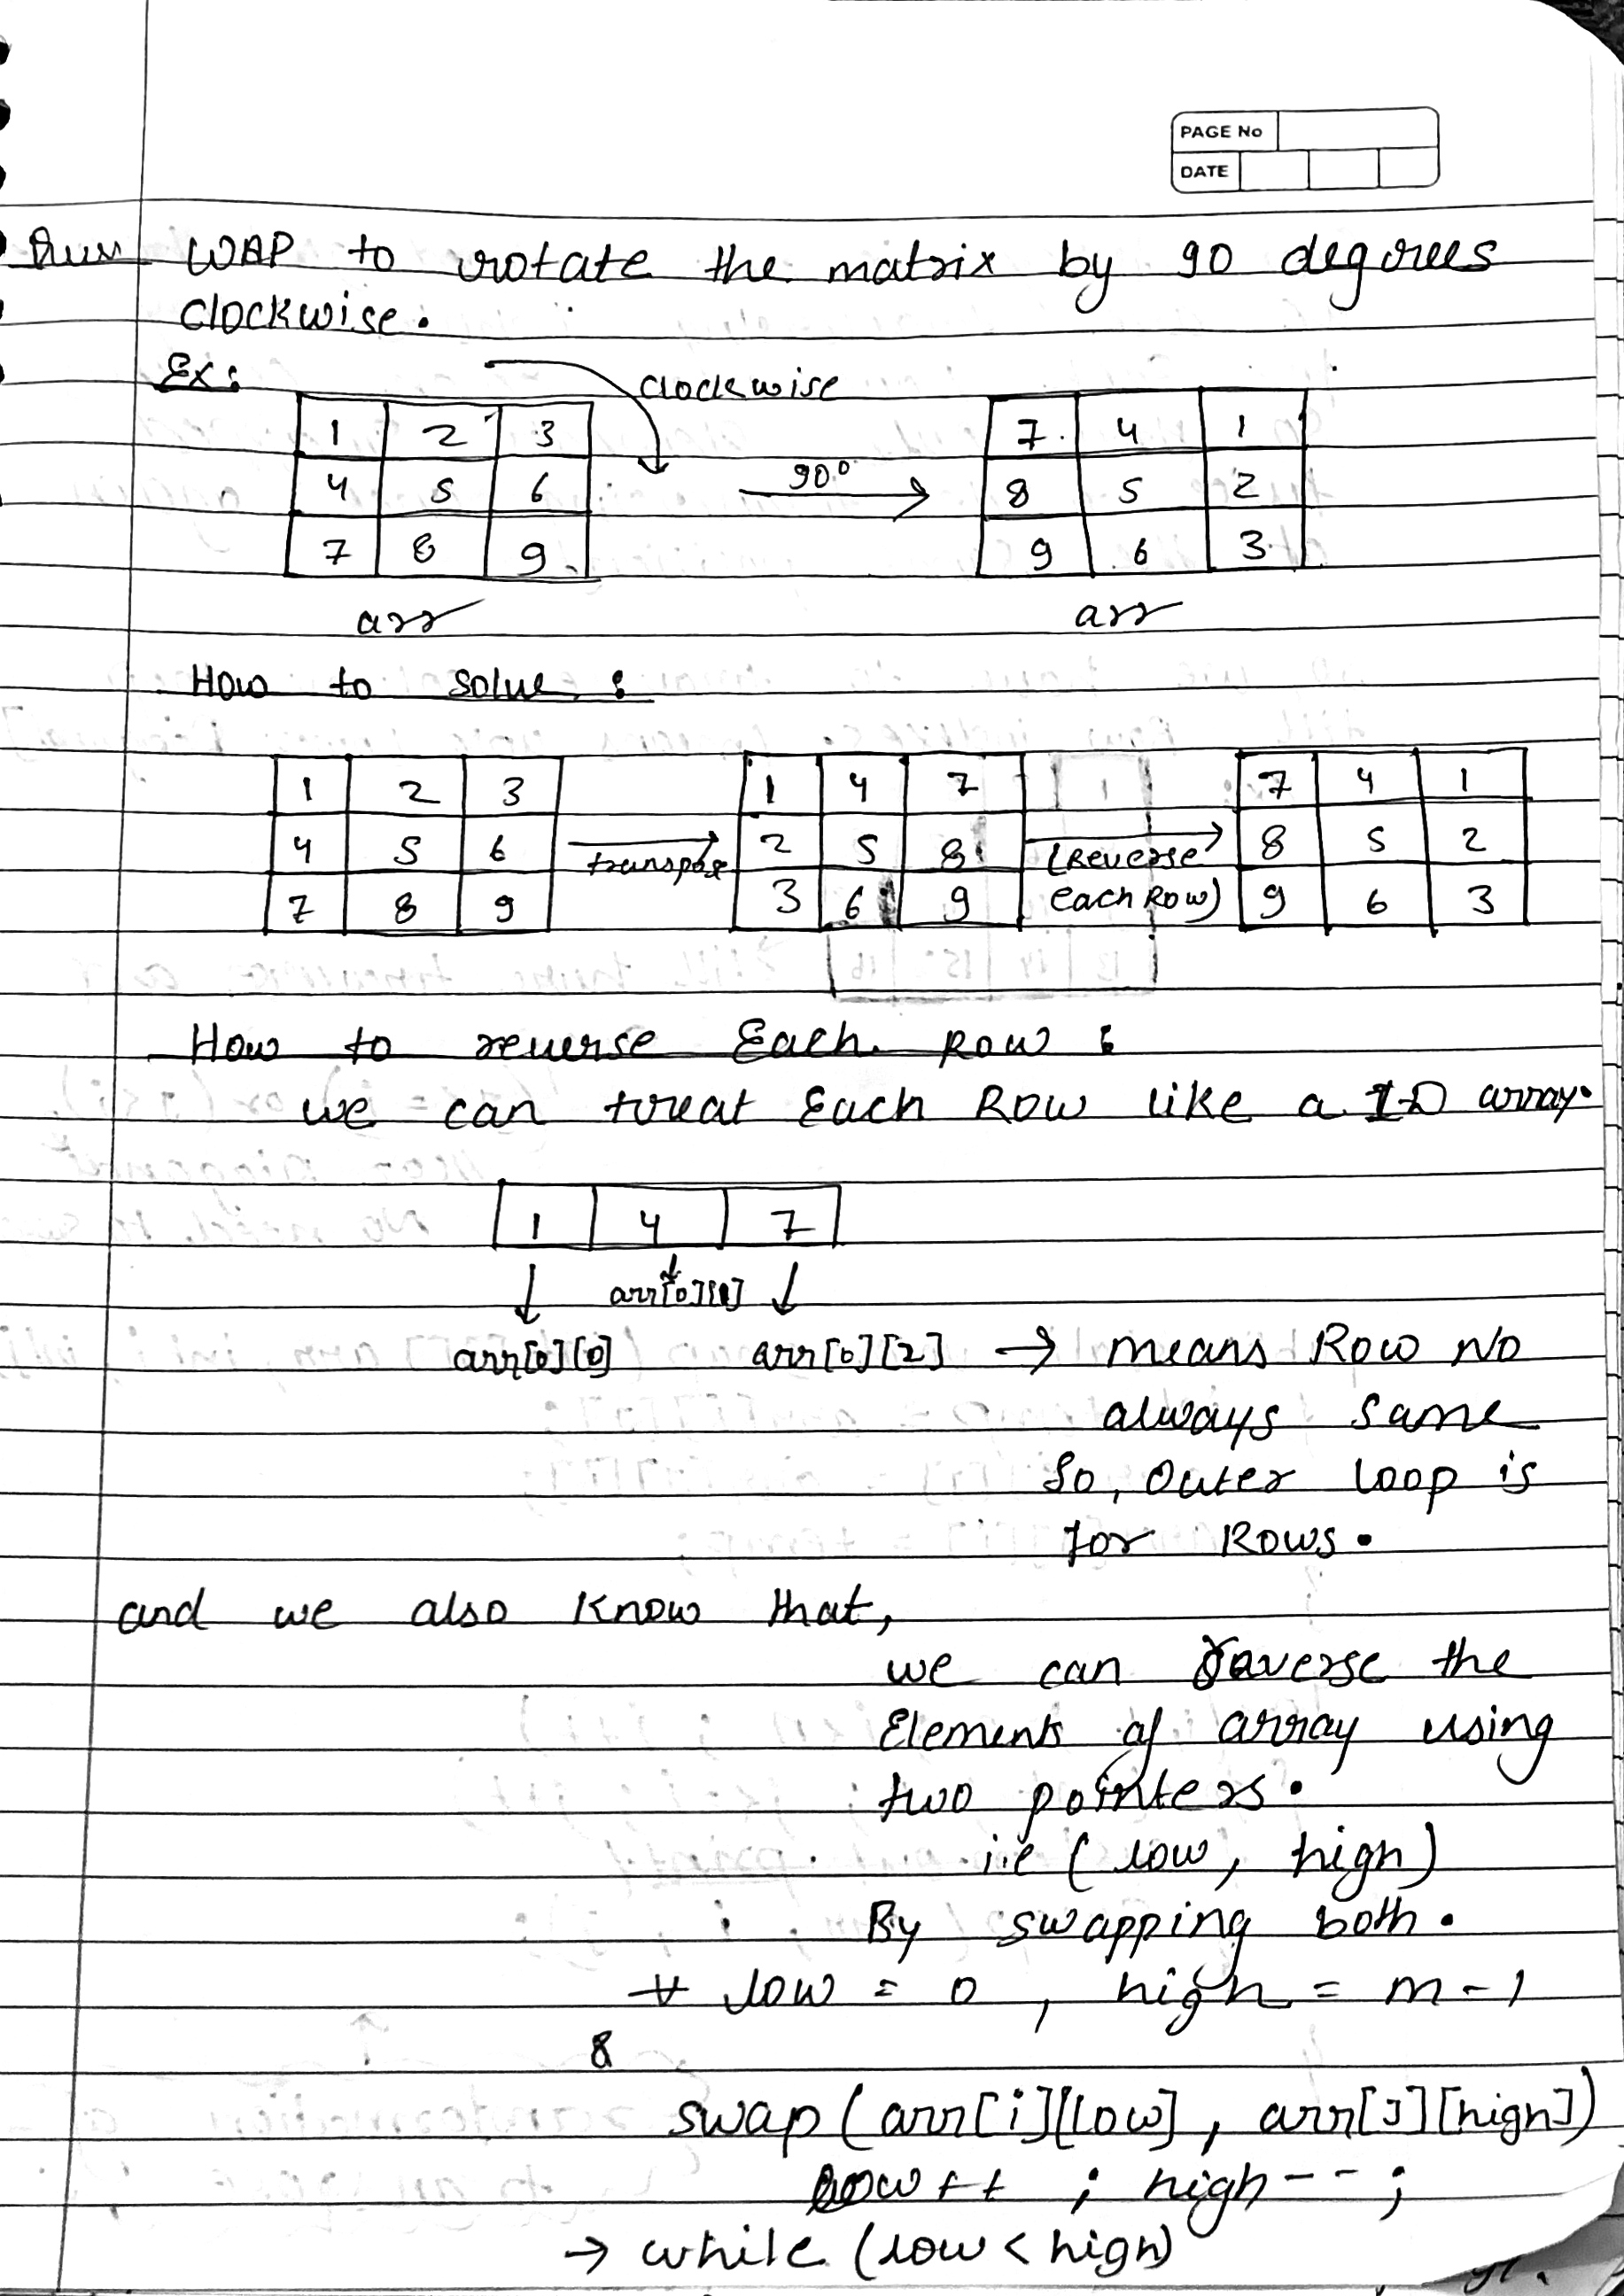 PAGE No
DATE
Ques WAP to rotate the matrix by 90 degrees
clockwise.
Ex:
clockwise
1 2 3
4 5 6
7 8 9
90°
7 4 1
8 5 2
9 6 3
arr arr
How to solve :
1 2 3
4 5 6
7 8 9
transpose
1 4 7
2 5 8
3 6 9
(Reverse
each Row)
7 4 1
8 5 2
9 6 3
How to reverse Each Row :
we can treat Each Row like a 1D array.
1 4 7
arr[0][1]
arr[0][0] arr[0][2] → means Row No
always same
So, Outer loop is
for Rows.
and we also know that,
we can raverse the
Elements of array using
two pointers.
i.e ( low, high)
By swapping both.
low = 0 , high = m-1
&
swap (arr[i][low] , arr[j][high])
low++ ; high-- ;
→ while (low < high)